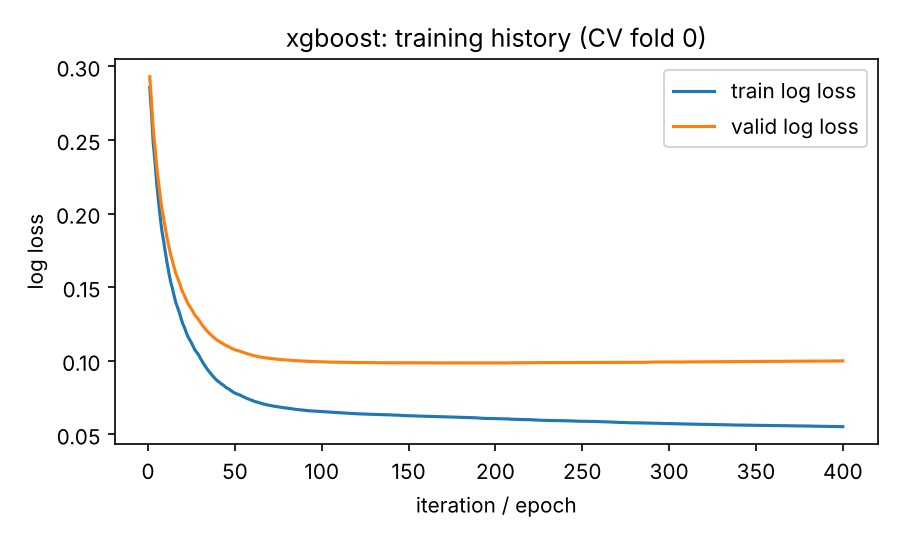 xgboost: training history (CV fold 0)
train log loss
valid log loss
log loss
0.30
0.25
0.20
0.15
0.10
0.05
0 50 100 150 200 250 300 350 400
iteration / epoch